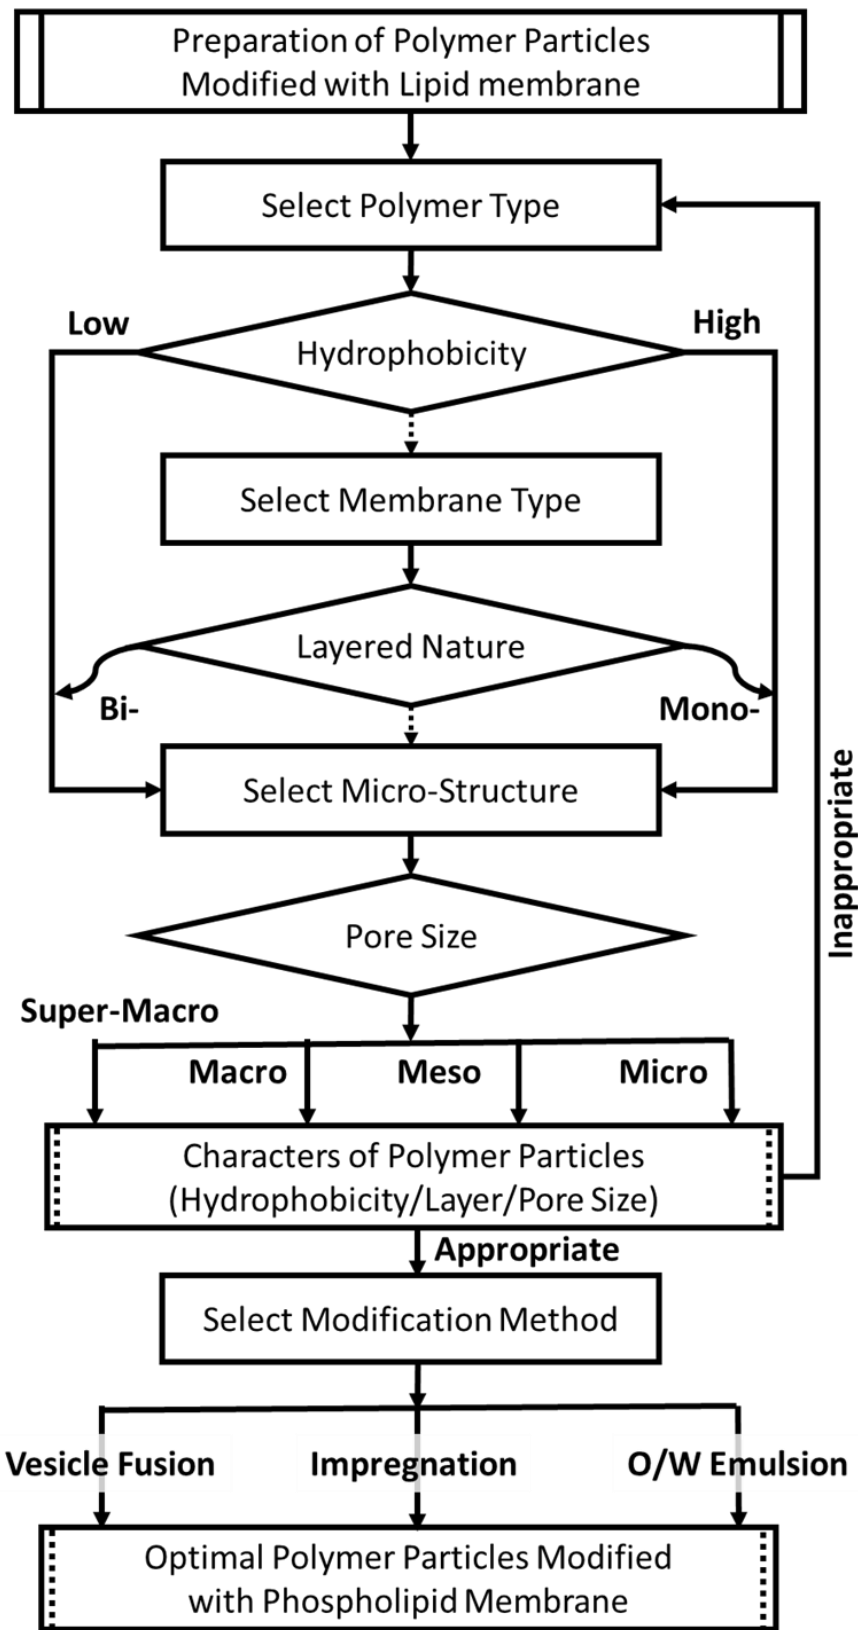 Preparation of Polymer Particles
Modified with Lipid membrane
Select Polymer Type
Low
High
Hydrophobicity
Select Membrane Type
Layered Nature
Bi-
Mono-
Select Micro-Structure
Inappropriate
Pore Size
Super-Macro
Macro
Meso
Micro
Characters of Polymer Particles
(Hydrophobicity/Layer/Pore Size)
Appropriate
Select Modification Method
Vesicle Fusion
Impregnation
O/W Emulsion
Optimal Polymer Particles Modified
with Phospholipid Membrane